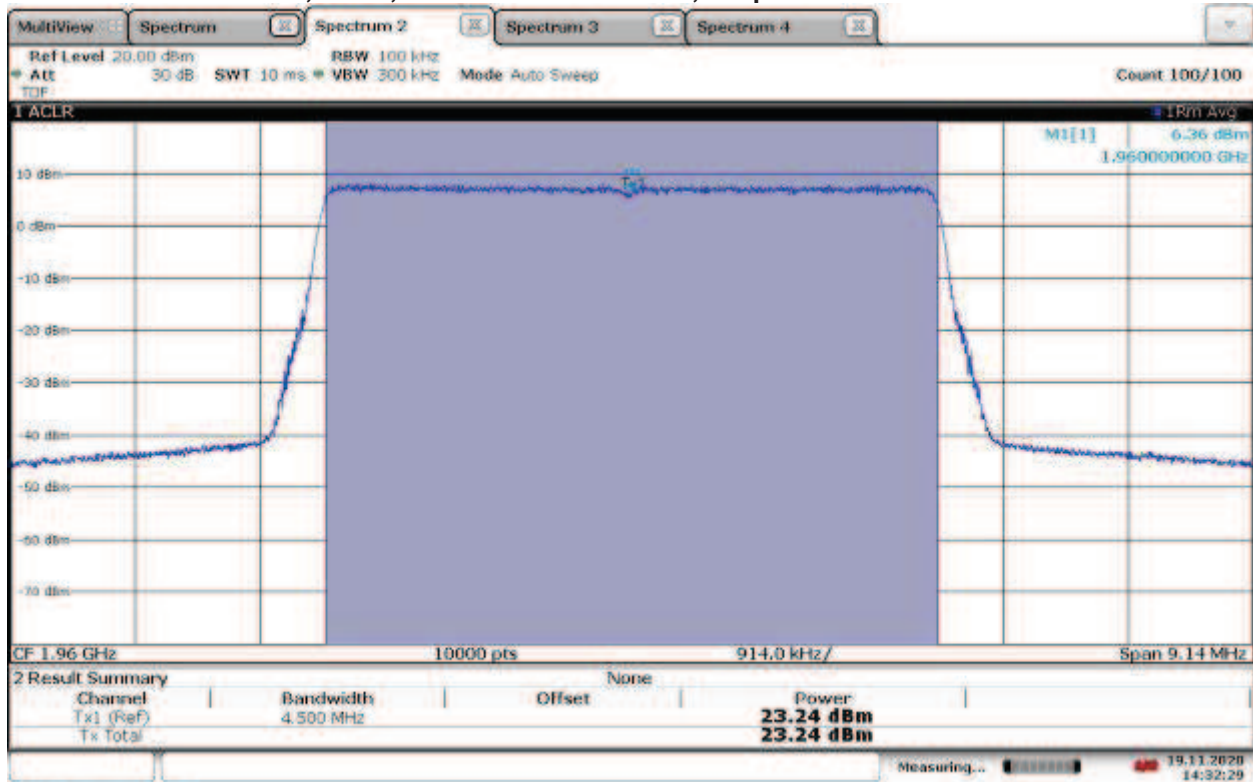 MultiView Spectrum Spectrum 2 Spectrum 3 Spectrum 4
Ref Level 20.00 dBm RBW 100 kHz
Att 30 dB SWT 10 ms VBW 300 kHz Mode Auto Sweep Count 100/100
TDF
1 ACLR 1Rm Avg
M1[1] 6.36 dBm
1.960000000 GHz
10 dBm
0 dBm
-10 dBm
-20 dBm
-30 dBm
-40 dBm
-50 dBm
-60 dBm
-70 dBm
CF 1.96 GHz 10000 pts 914.0 kHz/ Span 9.14 MHz
2 Result Summary None
Channel Bandwidth Offset Power
Tx1 (Ref) 4.500 MHz 23.24 dBm
Tx Total 23.24 dBm
Measuring... 19.11.2020
14:32:20